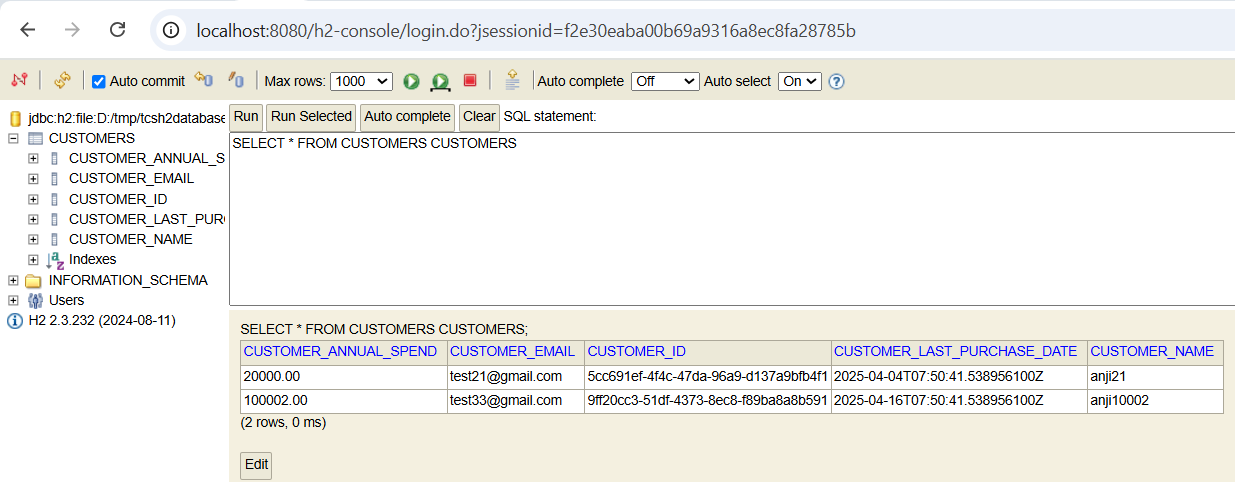 localhost:8080/h2-console/login.do?jsessionid=f2e30eaba00b69a9316a8ec8fa28785b
Auto commit Max rows: 1000 Auto complete Off Auto select On
jdbc:h2:file:D:/tmp/tcsh2database
CUSTOMERS
CUSTOMER_ANNUAL_S
CUSTOMER_EMAIL
CUSTOMER_ID
CUSTOMER_LAST_PUR
CUSTOMER_NAME
Indexes
INFORMATION_SCHEMA
Users
H2 2.3.232 (2024-08-11)
Run Run Selected Auto complete Clear SQL statement:
SELECT * FROM CUSTOMERS CUSTOMERS
SELECT * FROM CUSTOMERS CUSTOMERS;
CUSTOMER_ANNUAL_SPEND CUSTOMER_EMAIL CUSTOMER_ID CUSTOMER_LAST_PURCHASE_DATE CUSTOMER_NAME
20000.00 test21@gmail.com 5cc691ef-4f4c-47da-96a9-d137a9bfb4f1 2025-04-04T07:50:41.538956100Z anji21
100002.00 test33@gmail.com 9ff20cc3-51df-4373-8ec8-f89ba8a8b591 2025-04-16T07:50:41.538956100Z anji10002
(2 rows, 0 ms)
Edit